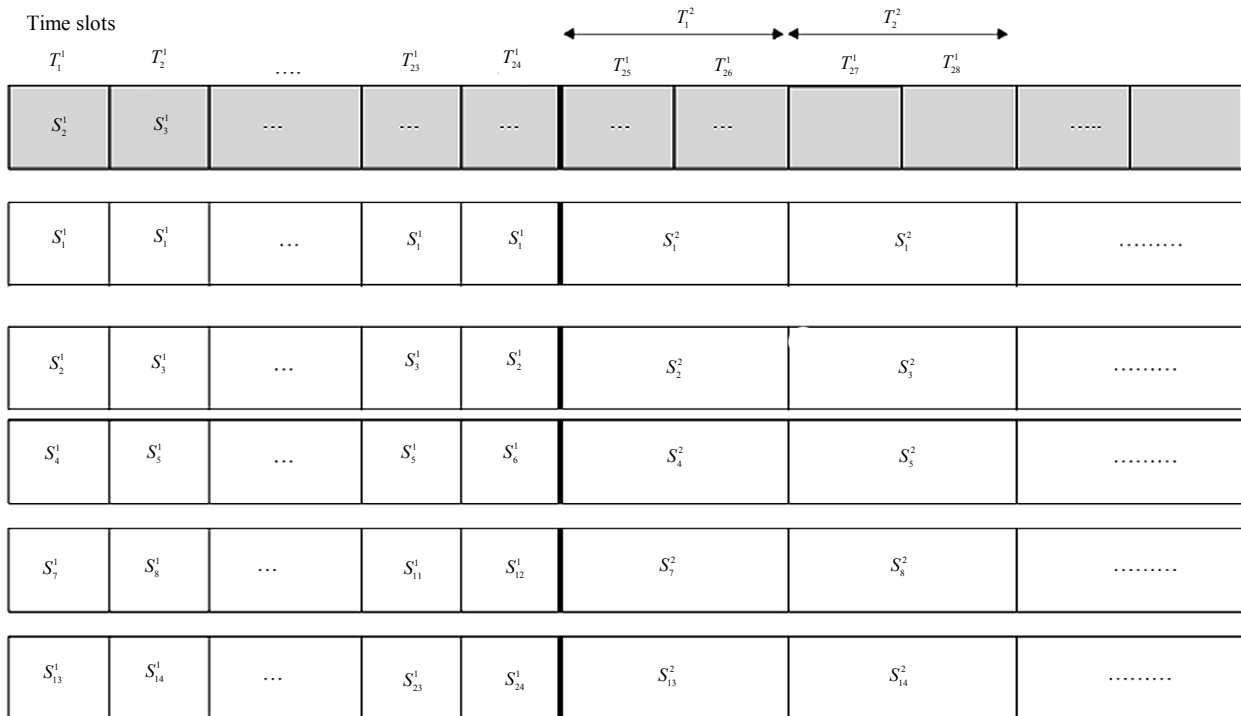 Time slots
T_1^2 T_2^2
T_1^1 T_2^1 .... T_23^1 T_24^1 T_25^1 T_26^1 T_27^1 T_28^1
S_2^1 S_3^1 --- --- --- --- --- -----
S_1^1 S_1^1 ... S_1^1 S_1^1 S_1^2 S_1^2 .........
S_2^1 S_3^1 ... S_3^1 S_2^1 S_2^2 S_3^2 .........
S_4^1 S_5^1 ... S_5^1 S_6^1 S_4^2 S_5^2 .........
S_7^1 S_8^1 ... S_11^1 S_12^1 S_7^2 S_8^2 .........
S_13^1 S_14^1 ... S_23^1 S_24^1 S_13^2 S_14^2 .........